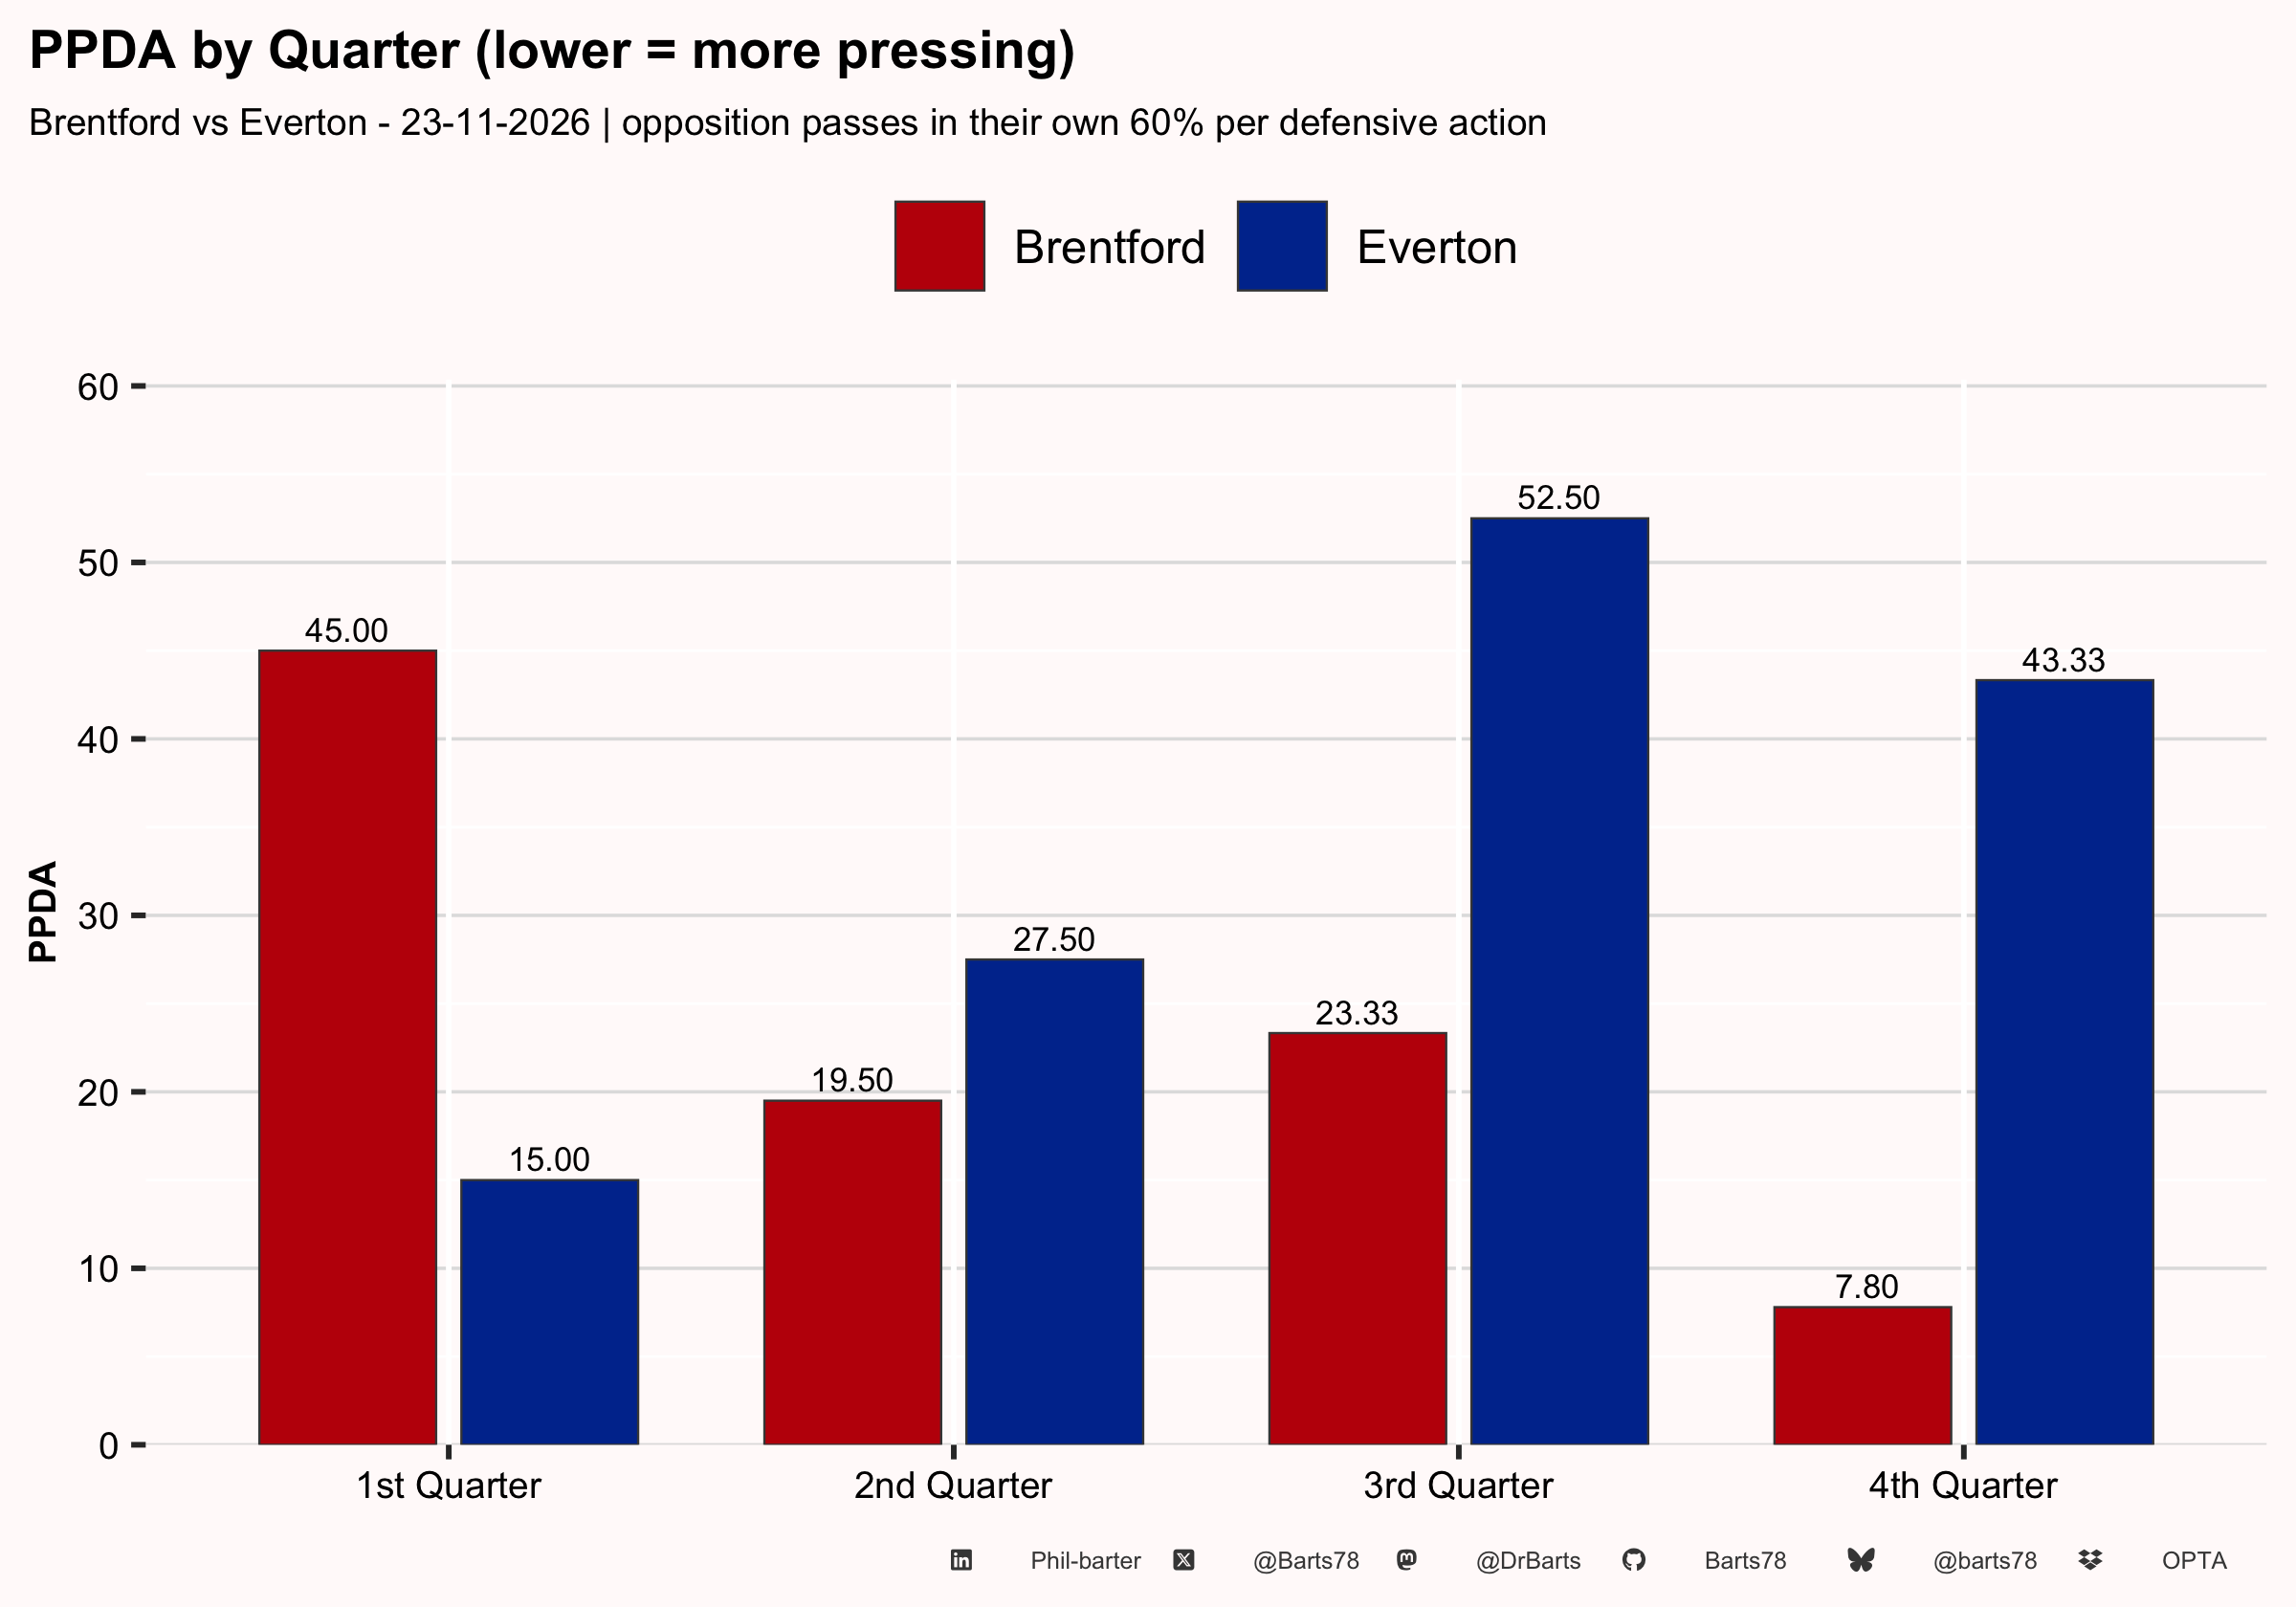 PPDA by Quarter (lower = more pressing)
Brentford vs Everton - 23-11-2026 | opposition passes in their own 60% per defensive action
Brentford Everton
60
50
40
30
20
10
0
PPDA
45.00
15.00
19.50
27.50
23.33
52.50
7.80
43.33
1st Quarter 2nd Quarter 3rd Quarter 4th Quarter
Phil-barter @Barts78 @DrBarts Barts78 @barts78 OPTA